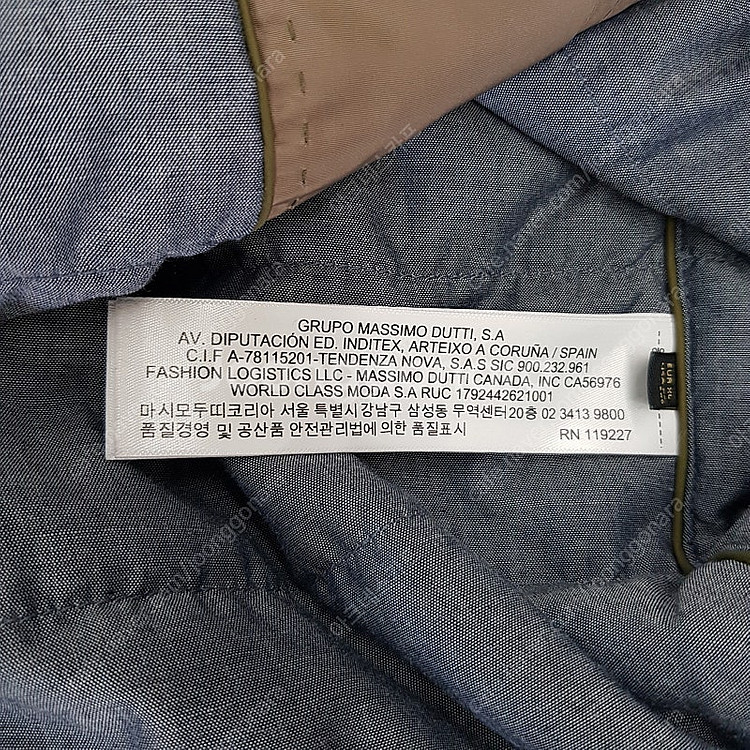 GRUPO MASSIMO DUTTI, S.A
AV. DIPUTACIÓN ED. INDITEX, ARTEIXO A CORUÑA / SPAIN
C.I.F A-78115201-TENDENZA NOVA, S.A.S SIC 900.232.961
FASHION LOGISTICS LLC - MASSIMO DUTTI CANADA, INC CA56976
WORLD CLASS MODA S.A RUC 1792442621001
마시모두띠코리아 서울 특별시강남구 삼성동 무역센터20층 02 3413 9800
품질경영 및 공산품 안전관리법에 의한 품질표시 RN 119227